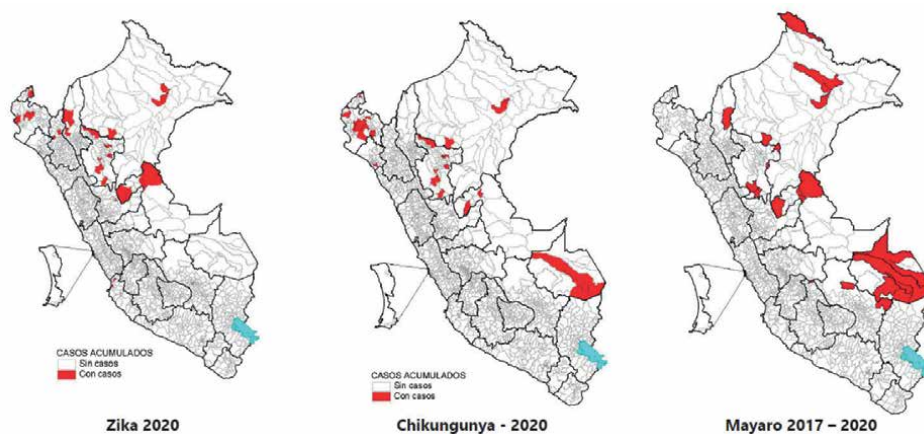 CASOS ACUMULADOS
Sin casos
Con casos
CASOS ACUMULADOS
Sin casos
Con casos
Zika 2020
Chikungunya - 2020
Mayaro 2017 – 2020